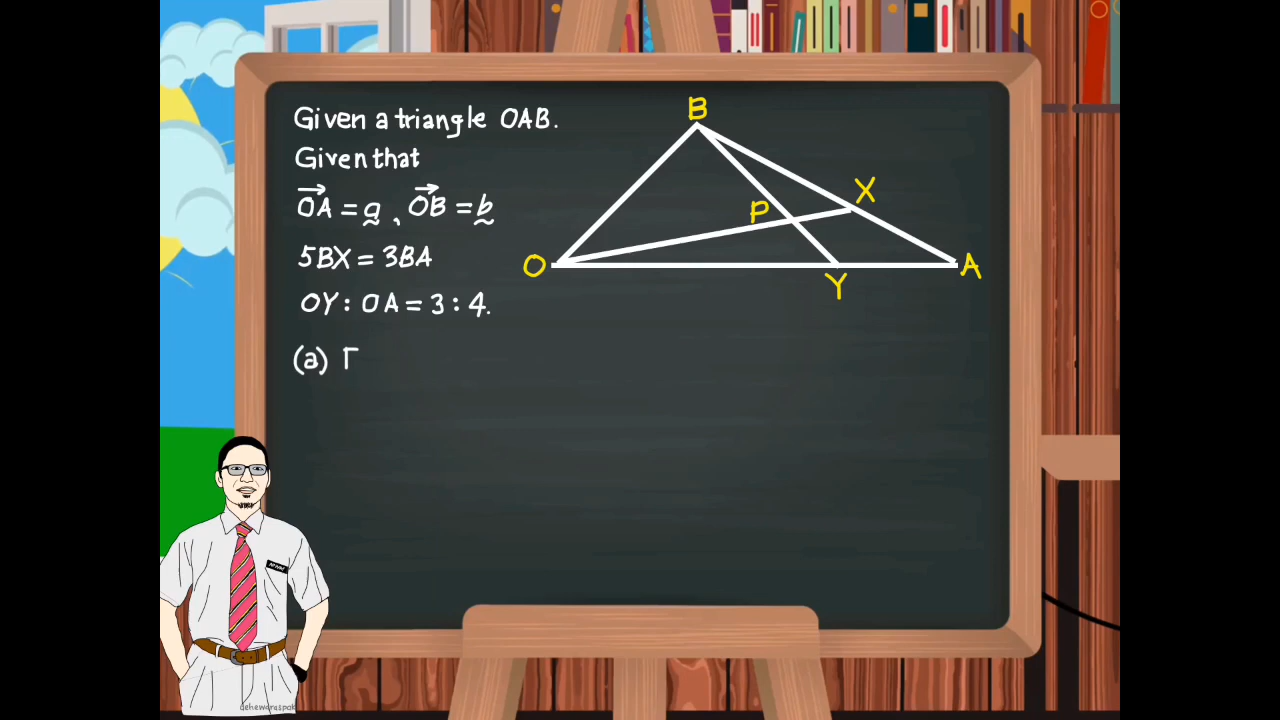 Given a triangle OAB.
Given that
OA = a, OB = b
5BX = 3BA
OY : OA = 3 : 4.
(a)
B
X
P
O
A
Y